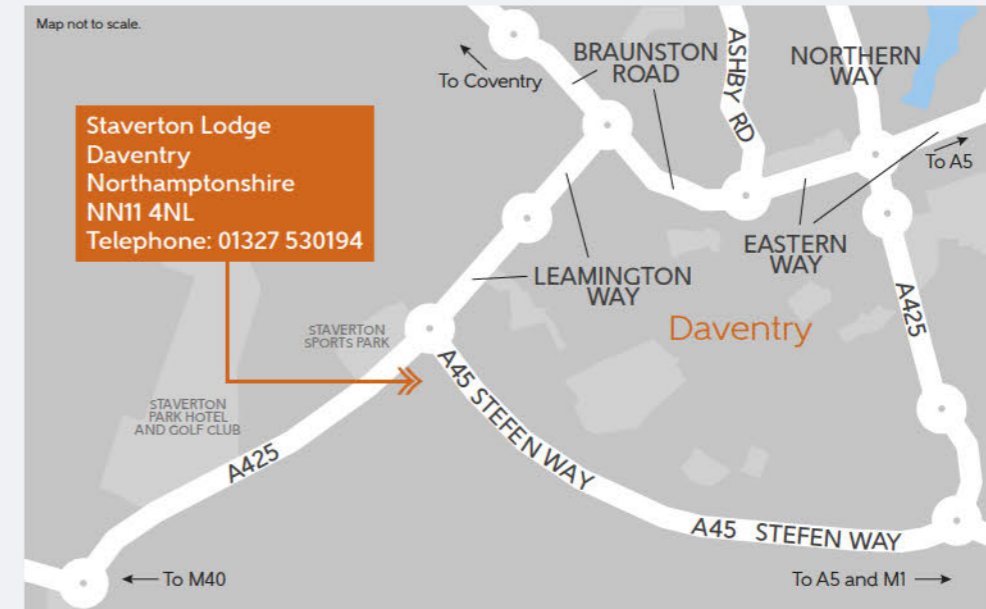 Map not to scale.
To Coventry
BRAUNSTON
ROAD
ASHBY RD
NORTHERN
WAY
To A5
Staverton Lodge
Daventry
Northamptonshire
NN11 4NL
Telephone: 01327 530194
LEAMINGTON
WAY
EASTERN
WAY
A425
Daventry
STAVERTON
SPORTS PARK
STAVERTON
PARK HOTEL
AND GOLF CLUB
A425
A45 STEFEN WAY
A45 STEFEN WAY
To M40
To A5 and M1